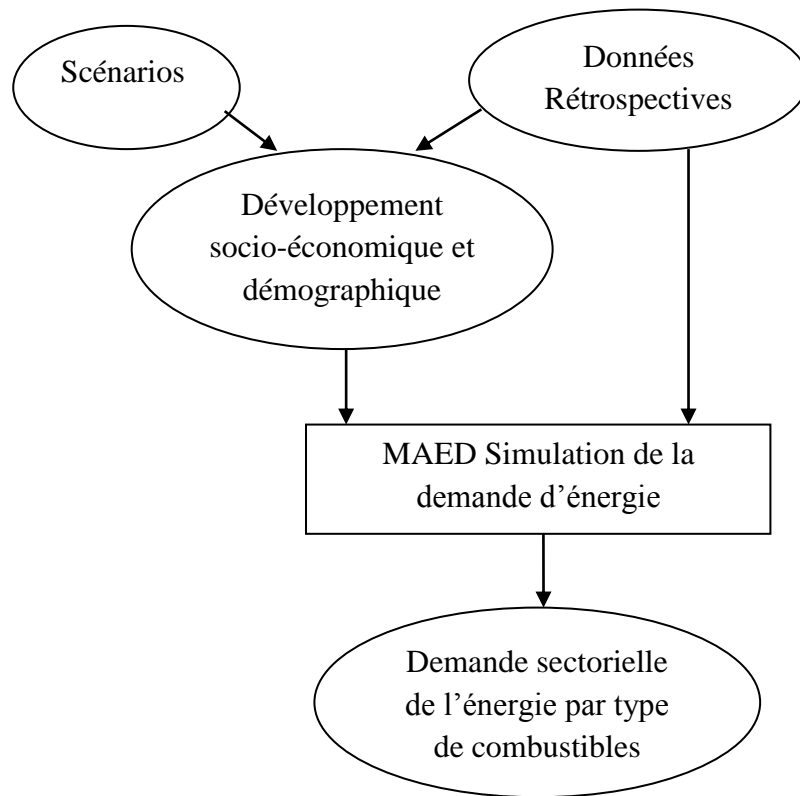 Scénarios
Données
Rétrospectives
Développement
socio-économique et
démographique
MAED Simulation de la
demande d’énergie
Demande sectorielle
de l’énergie par type
de combustibles